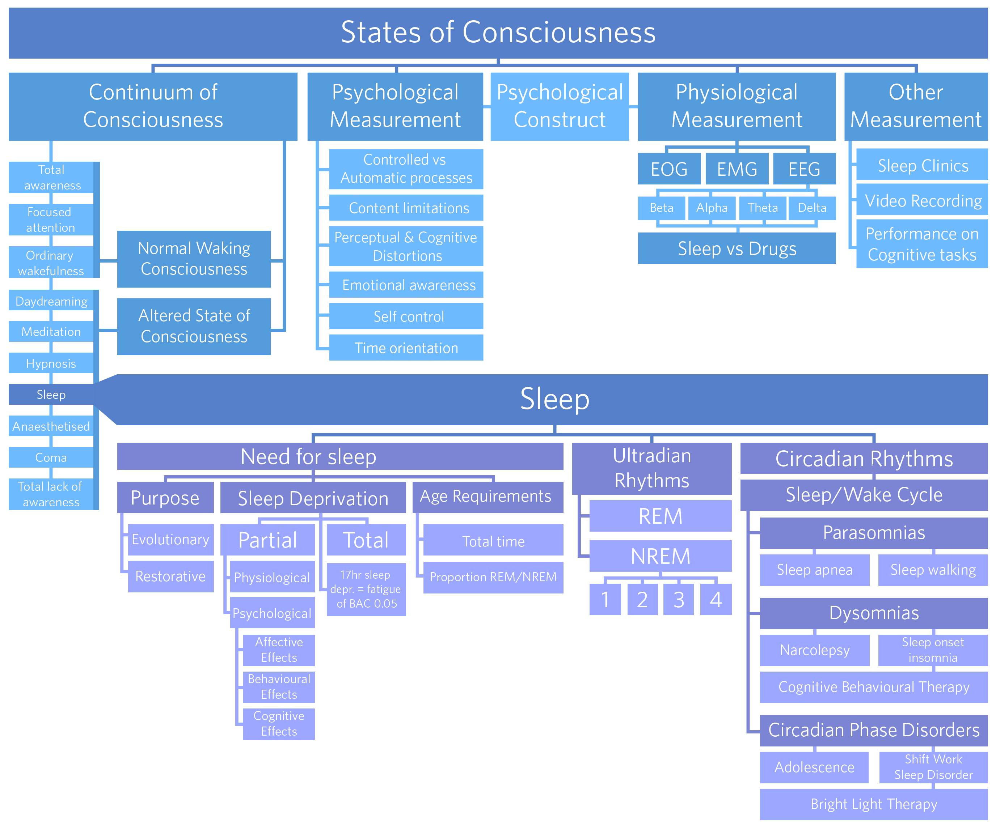 States of Consciousness
Continuum of
Consciousness
Psychological
Measurement
Psychological
Construct
Physiological
Measurement
Other
Measurement
Total
awareness
Focused
attention
Ordinary
wakefulness
Daydreaming
Meditation
Hypnosis
Sleep
Anaesthetised
Coma
Total lack of
awareness
Normal Waking
Consciousness
Altered State of
Consciousness
Controlled vs
Automatic processes
Content limitations
Perceptual & Cognitive
Distortions
Emotional awareness
Self control
Time orientation
EOG
EMG
EEG
Beta
Alpha
Theta
Delta
Sleep vs Drugs
Sleep Clinics
Video Recording
Performance on
Cognitive tasks
Sleep
Need for sleep
Purpose
Evolutionary
Restorative
Sleep Deprivation
Partial
Physiological
Psychological
Affective
Effects
Behavioural
Effects
Cognitive
Effects
Total
17hr sleep
depr. = fatigue
of BAC 0.05
Age Requirements
Total time
Proportion REM/NREM
Ultradian
Rhythms
REM
NREM
1
2
3
4
Circadian Rhythms
Sleep/Wake Cycle
Parasomnias
Sleep apnea
Sleep walking
Dysomnias
Narcolepsy
Sleep onset
insomnia
Cognitive Behavioural Therapy
Circadian Phase Disorders
Adolescence
Shift Work
Sleep Disorder
Bright Light Therapy